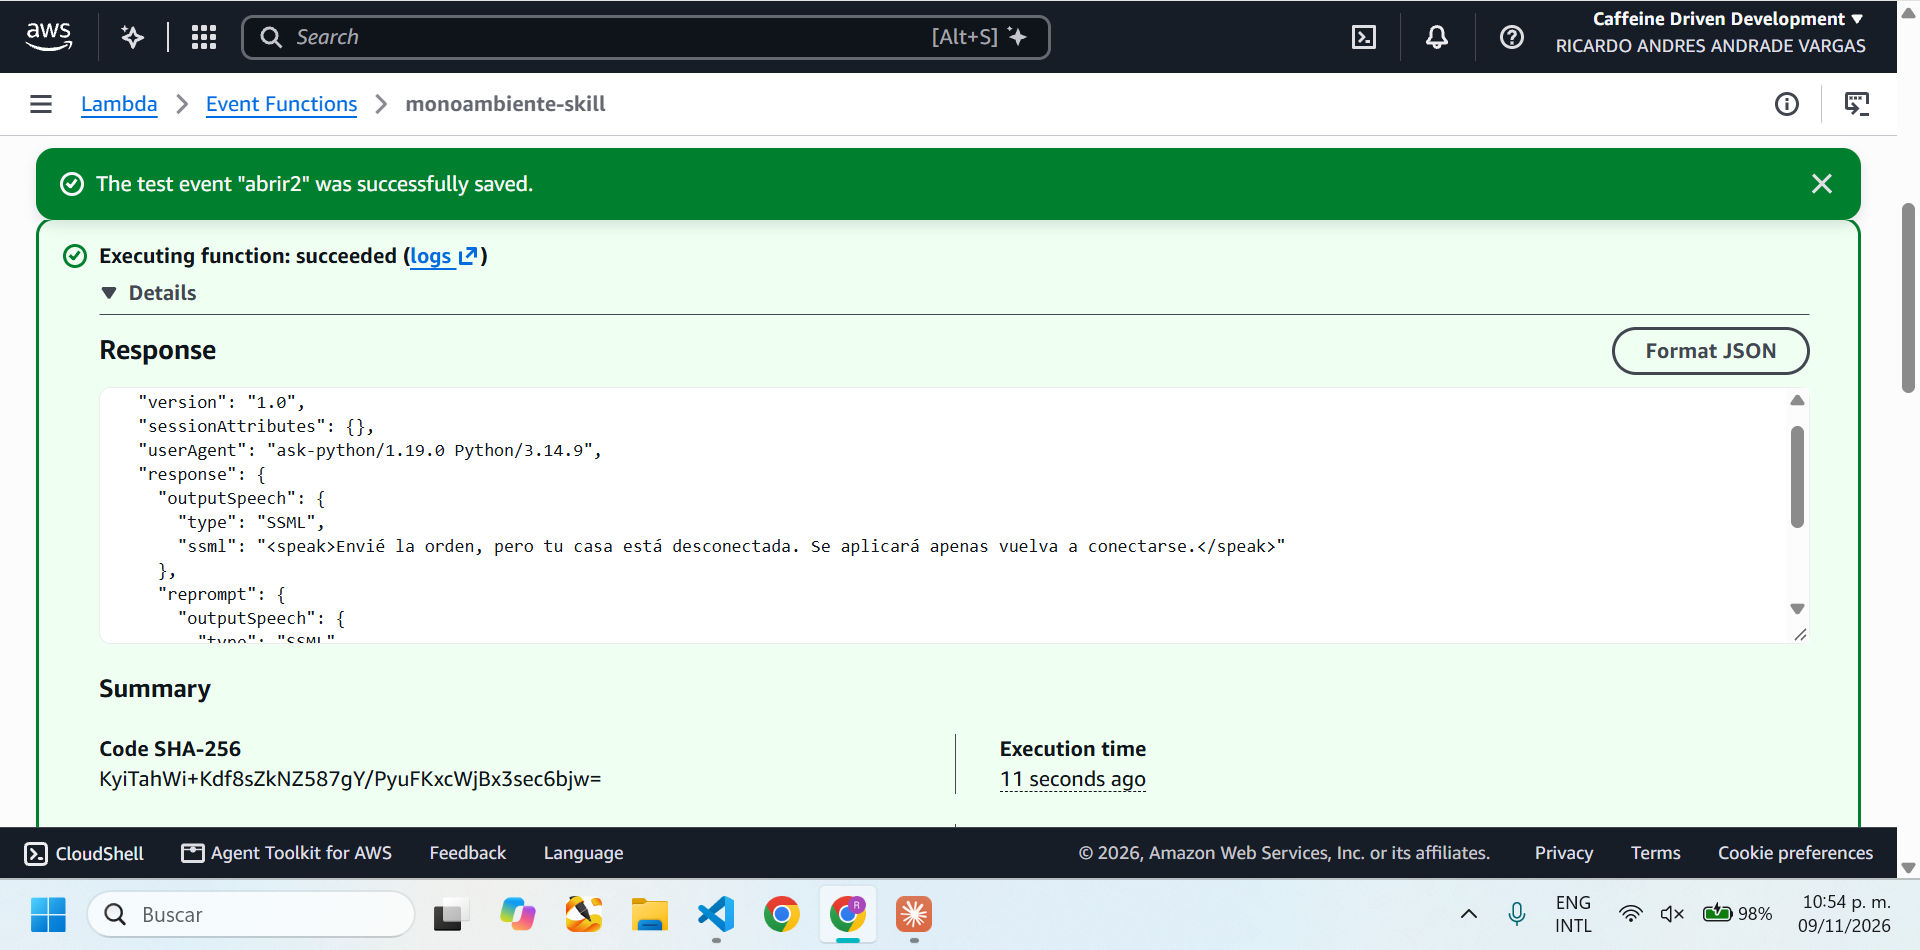 aws
Search
[Alt+S]
Caffeine Driven Development
RICARDO ANDRES ANDRADE VARGAS
Lambda
Event Functions
monoambiente-skill
The test event "abrir2" was successfully saved.
Executing function: succeeded (logs)
Details
Response
Format JSON
"version": "1.0",
"sessionAttributes": {},
"userAgent": "ask-python/1.19.0 Python/3.14.9",
"response": {
"outputSpeech": {
"type": "SSML",
"ssml": "<speak>Envié la orden, pero tu casa está desconectada. Se aplicará apenas vuelva a conectarse.</speak>"
},
"reprompt": {
"outputSpeech": {
"type": "SSML"
Summary
Code SHA-256
KyiTahWi+Kdf8sZkNZ587gY/PyuFKxcWjBx3sec6bjw=
Execution time
11 seconds ago
CloudShell
Agent Toolkit for AWS
Feedback
Language
© 2026, Amazon Web Services, Inc. or its affiliates.
Privacy
Terms
Cookie preferences
Buscar
R
ENG
INTL
98%
10:54 p. m.
09/11/2026